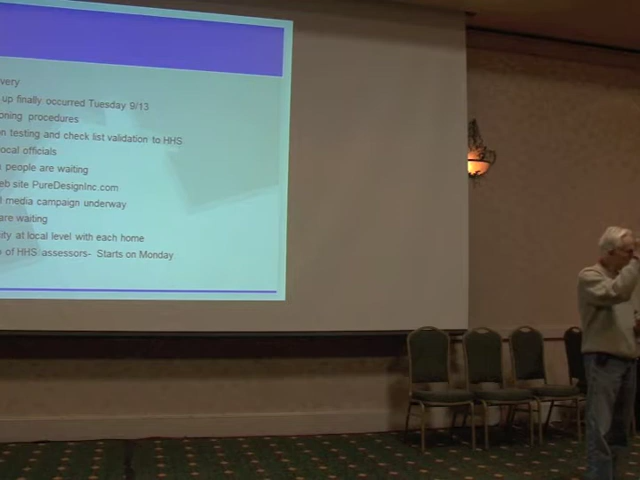 very
up finally occurred Tuesday 9/13
oning procedures
n testing and check list validation to HHS
ocal officials
people are waiting
eb site PureDesignInc.com
l media campaign underway
are waiting
ity at local level with each home
of HHS assessors- Starts on Monday